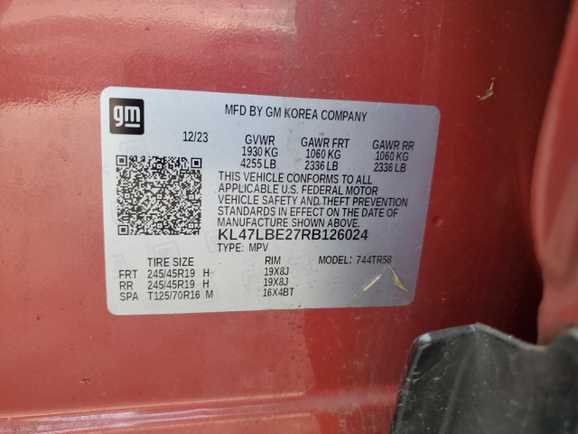 gm
MFD BY GM KOREA COMPANY
12/23 GVWR GAWR FRT GAWR RR
1930 KG 1060 KG 1060 KG
4255 LB 2336 LB 2336 LB
THIS VEHICLE CONFORMS TO ALL
APPLICABLE U.S. FEDERAL MOTOR
VEHICLE SAFETY AND THEFT PREVENTION
STANDARDS IN EFFECT ON THE DATE OF
MANUFACTURE SHOWN ABOVE.
KL47LBE27RB126024
TYPE: MPV
TIRE SIZE RIM MODEL: 744TR58
FRT 245/45R19 H 19X8J
RR 245/45R19 H 19X8J
SPA T125/70R16 M 16X4BT